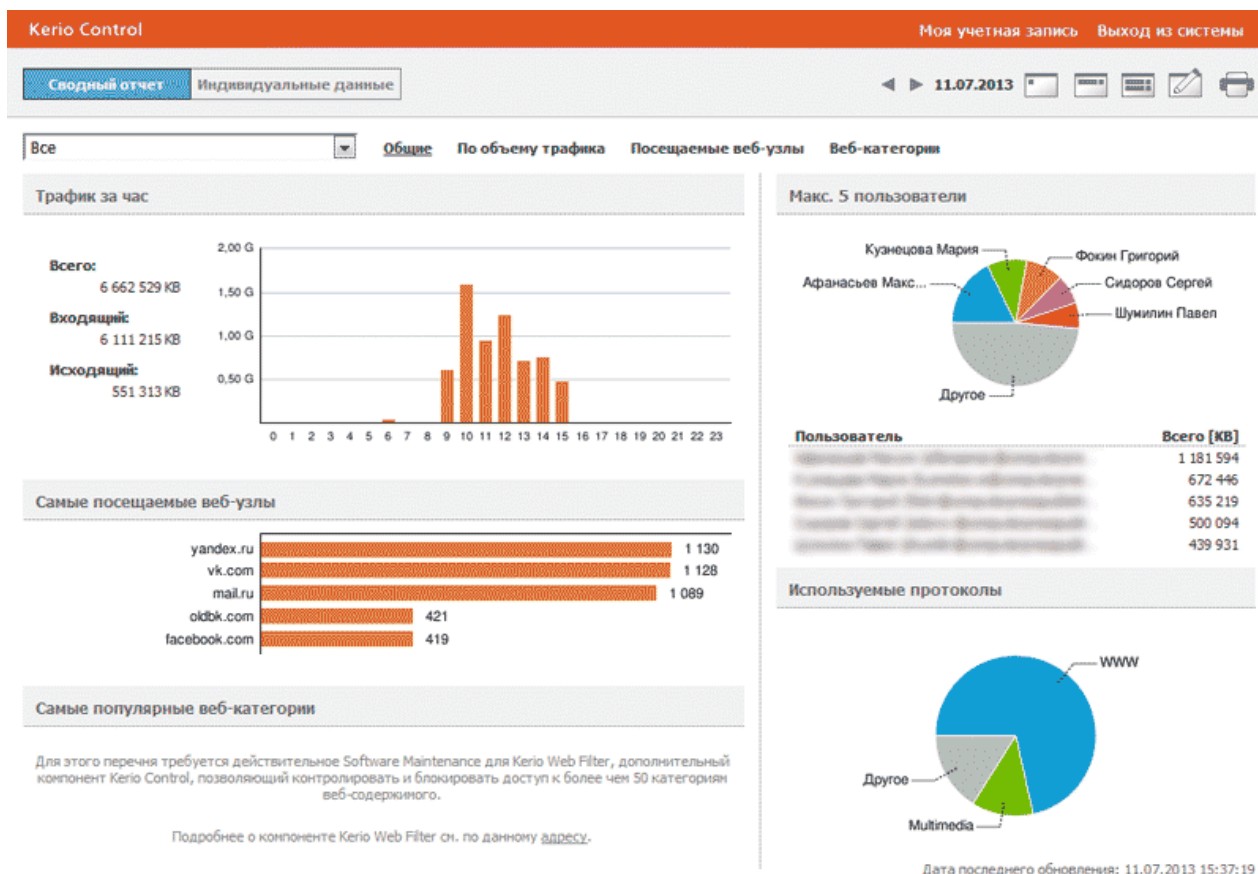 Kerio Control
Моя учетная запись Выход из системы
Сводный отчет Индивидуальные данные
11.07.2013
Все
Общие По объему трафика Посещаемые веб-узлы Веб-категории
Трафик за час
Всего:
6 662 529 KB
Входящий:
6 111 215 KB
Исходящий:
551 313 KB
2,00 G
1,50 G
1,00 G
0,50 G
0 1 2 3 4 5 6 7 8 9 10 11 12 13 14 15 16 17 18 19 20 21 22 23
Самые посещаемые веб-узлы
yandex.ru 1 130
vk.com 1 128
mail.ru 1 089
oldbk.com 421
facebook.com 419
Самые популярные веб-категории
Для этого перечня требуется действительное Software Maintenance для Kerio Web Filter, дополнительный
компонент Kerio Control, позволяющий контролировать и блокировать доступ к более чем 50 категориям
веб-содержимого.
Подробнее о компоненте Kerio Web Filter см. по данному адресу.
Макс. 5 пользователи
Кузнецова Мария
Фокин Григорий
Афанасьев Макс...
Сидоров Сергей
Шумилин Павел
Другое
Пользователь Всего [KB]
1 181 594
672 446
635 219
500 094
439 931
Используемые протоколы
WWW
Другое
Multimedia
Дата последнего обновления: 11.07.2013 15:37:19